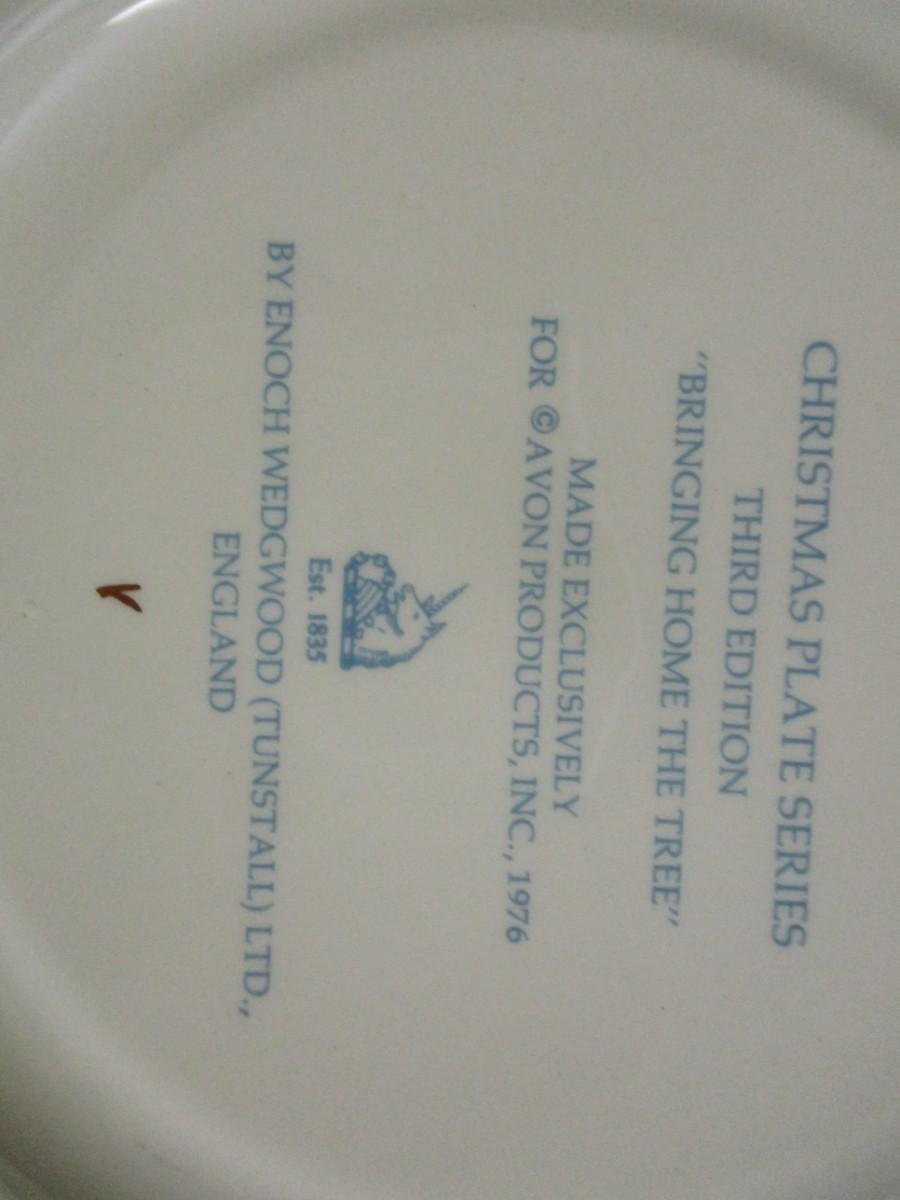 CHRISTMAS PLATE SERIES
THIRD EDITION
"BRINGING HOME THE TREE"
MADE EXCLUSIVELY
FOR ©AVON PRODUCTS, INC., 1976
Est. 1835
BY ENOCH WEDGWOOD (TUNSTALL) LTD.,
ENGLAND